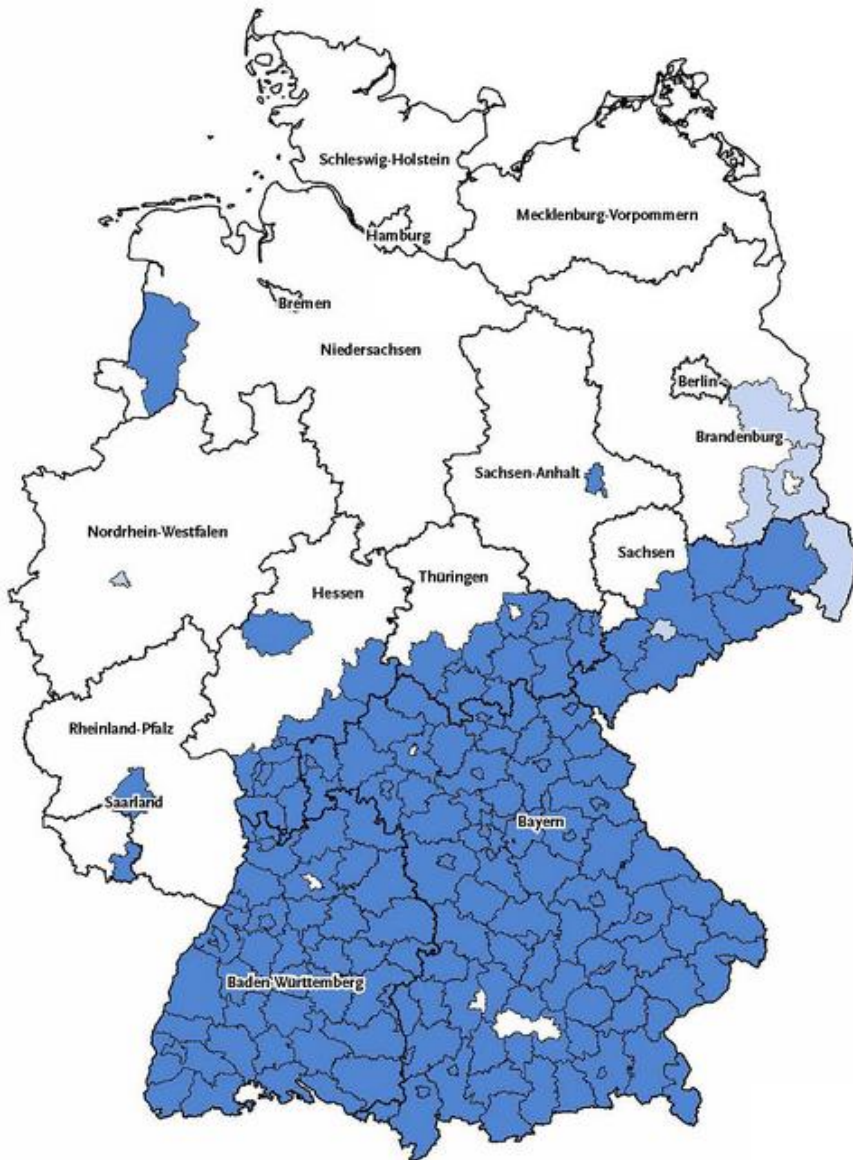 Schleswig-Holstein
Mecklenburg-Vorpommern
Hamburg
Bremen
Niedersachsen
Berlin
Brandenburg
Sachsen-Anhalt
Nordrhein-Westfalen
Sachsen
Thüringen
Hessen
Rheinland-Pfalz
Saarland
Bayern
Baden-Württemberg